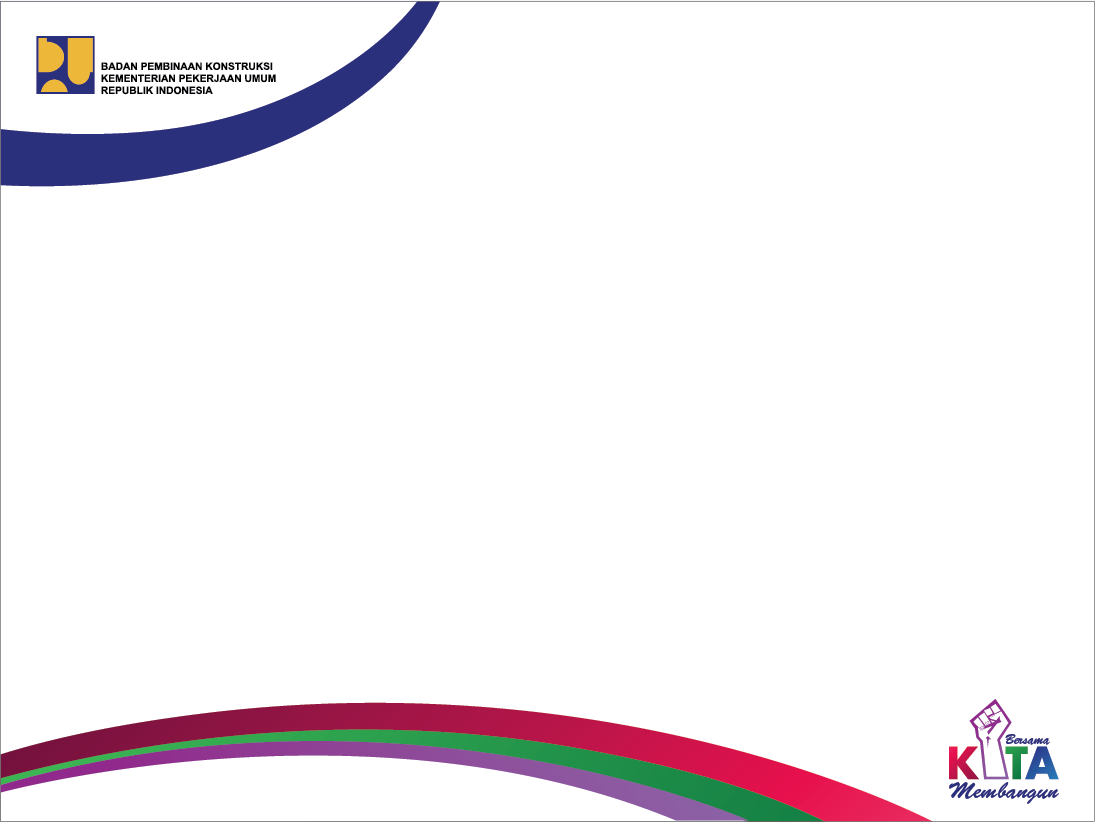 BADAN PEMBINAAN KONSTRUKSI
KEMENTERIAN PEKERJAAN UMUM
REPUBLIK INDONESIA
Bersama
KITA
Membangun